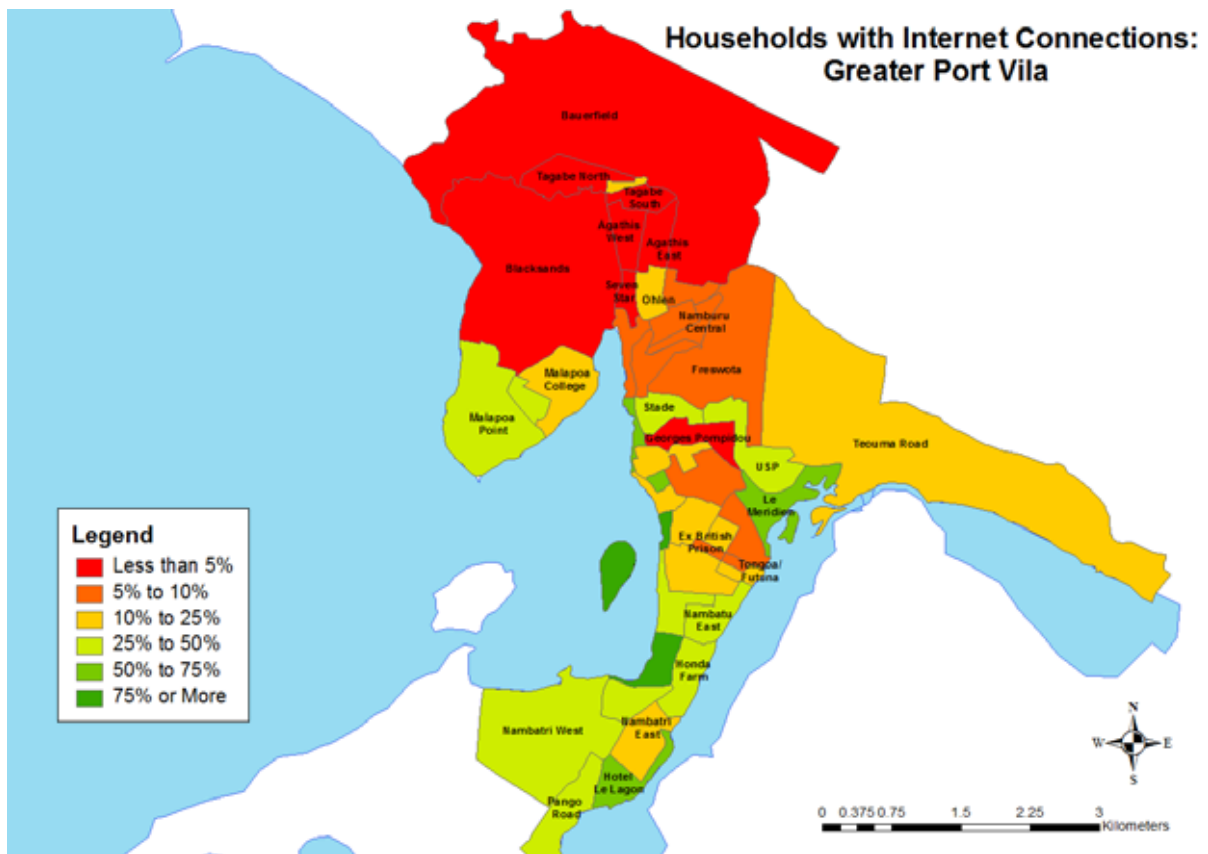 Households with Internet Connections:
Greater Port Vila
Bauerfield
Tagabe North
Tagabe
South
Agathis
West
Agathis
East
Blacksands
Seven
Star
Ohlen
Namburu
Central
Freswota
Malapoa
College
Malapoa
Point
Stade
Georges Pompidou
Teouma Road
USP
Le
Meridien
Ex British
Prison
Tongoa/
Futuna
Nambatu
East
Honda
Farm
Nambatri West
Nambatri
East
Hotel
Le Lagon
Pango
Road
Legend
Less than 5%
5% to 10%
10% to 25%
25% to 50%
50% to 75%
75% or More
N
W E
S
0 0.375 0.75 1.5 2.25 3
Kilometers